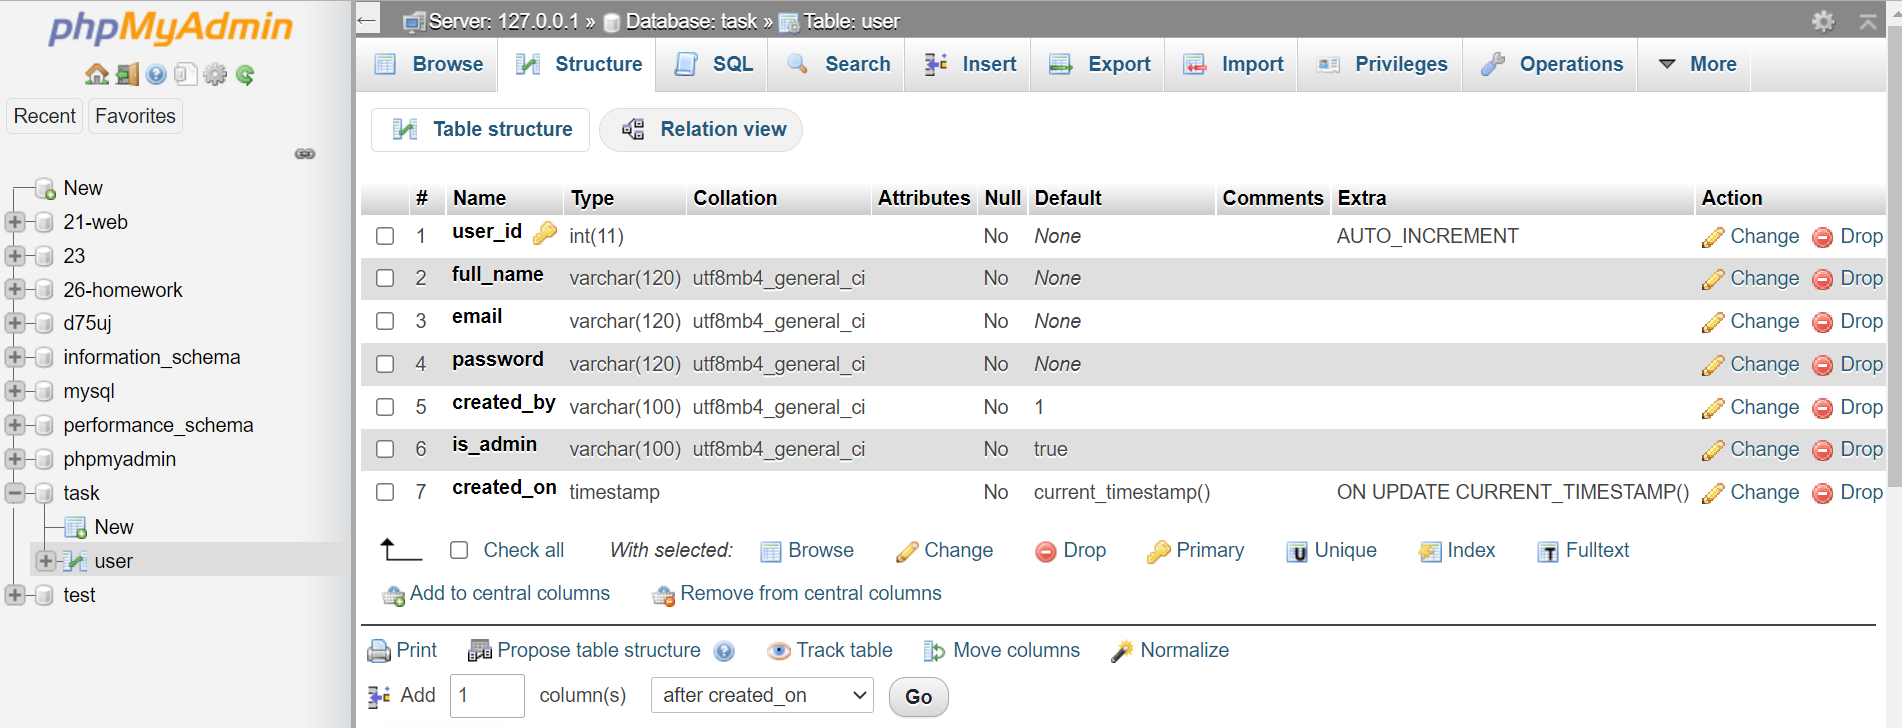 phpMyAdmin
Recent Favorites
New
21-web
23
26-homework
d75uj
information_schema
mysql
performance_schema
phpmyadmin
task
New
user
test
Server: 127.0.0.1 » Database: task » Table: user
Browse Structure SQL Search Insert Export Import Privileges Operations More
Table structure Relation view
# Name Type Collation Attributes Null Default Comments Extra Action
1 user_id int(11) No None AUTO_INCREMENT Change Drop
2 full_name varchar(120) utf8mb4_general_ci No None Change Drop
3 email varchar(120) utf8mb4_general_ci No None Change Drop
4 password varchar(120) utf8mb4_general_ci No None Change Drop
5 created_by varchar(100) utf8mb4_general_ci No 1 Change Drop
6 is_admin varchar(100) utf8mb4_general_ci No true Change Drop
7 created_on timestamp No current_timestamp() ON UPDATE CURRENT_TIMESTAMP() Change Drop
Check all With selected: Browse Change Drop Primary Unique Index Fulltext
Add to central columns Remove from central columns
Print Propose table structure Track table Move columns Normalize
Add 1 column(s) after created_on Go